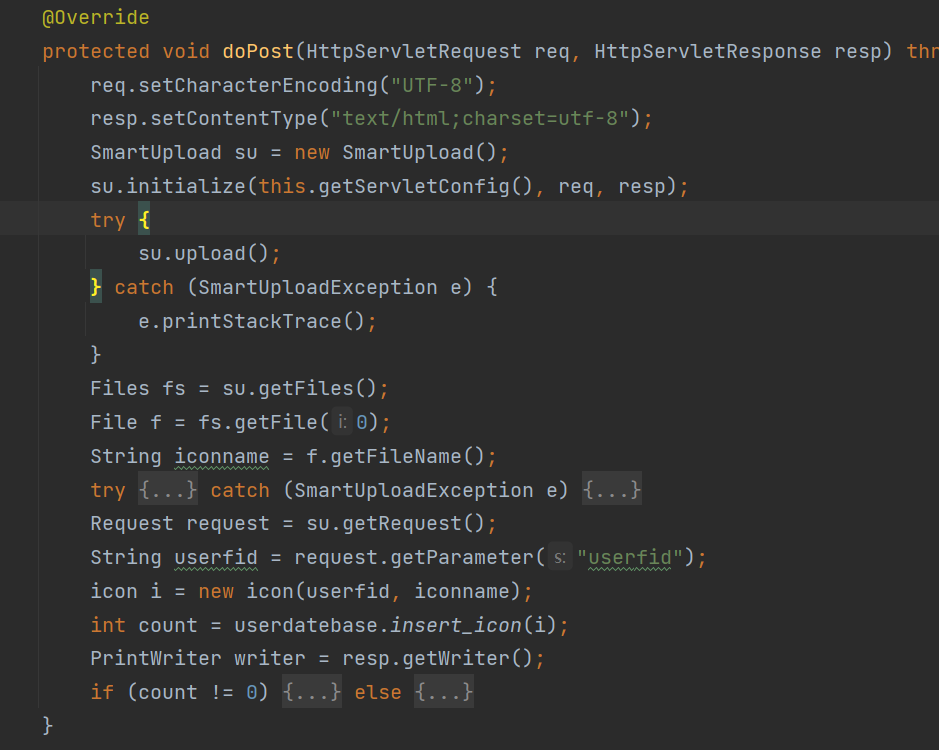 @Override
protected void doPost(HttpServletRequest req, HttpServletResponse resp) thr
req.setCharacterEncoding("UTF-8");
resp.setContentType("text/html;charset=utf-8");
SmartUpload su = new SmartUpload();
su.initialize(this.getServletConfig(), req, resp);
try {
su.upload();
} catch (SmartUploadException e) {
e.printStackTrace();
}
Files fs = su.getFiles();
File f = fs.getFile( i: 0);
String iconname = f.getFileName();
try {...} catch (SmartUploadException e) {...}
Request request = su.getRequest();
String userfid = request.getParameter( s: "userfid");
icon i = new icon(userfid, iconname);
int count = userdatebase.insert_icon(i);
PrintWriter writer = resp.getWriter();
if (count != 0) {...} else {...}
}